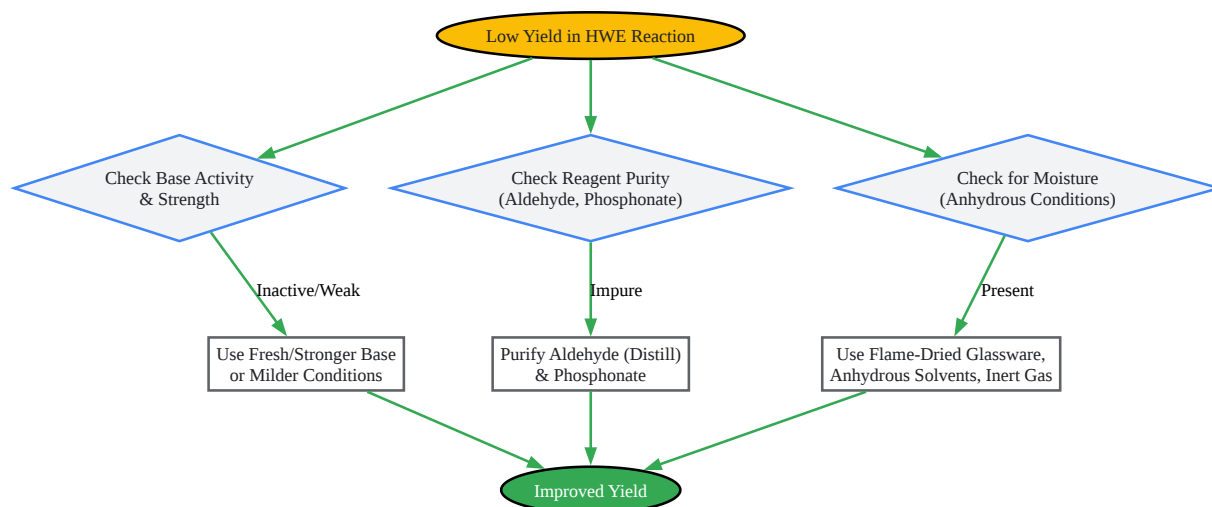 Low Yield in HWE Reaction
Check Base Activity
& Strength
Check Reagent Purity
(Aldehyde, Phosphonate)
Check for Moisture
(Anhydrous Conditions)
Inactive/Weak
Impure
Present
Use Fresh/Stronger Base
or Milder Conditions
Purify Aldehyde (Distill)
& Phosphonate
Use Flame-Dried Glassware,
Anhydrous Solvents, Inert Gas
Improved Yield